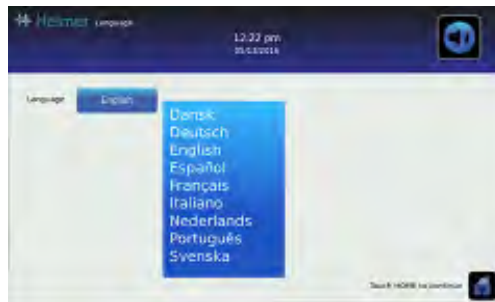 Helmer Language
12:22 pm
Language English
Dansk
Deutsch
English
Español
Français
Italiano
Nederlands
Português
Svenska
Touch HOME to continue